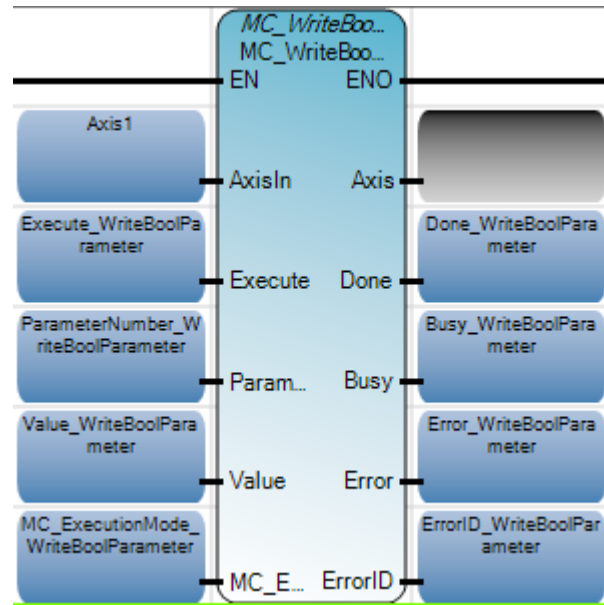 MC_WriteBoo...
MC_WriteBoo...
EN ENO
Axis1
AxisIn Axis
Execute_WriteBoolPa
rameter
Done_WriteBoolPara
meter
Execute Done
ParameterNumber_W
riteBoolParameter
Busy_WriteBoolPara
meter
Param... Busy
Value_WriteBoolPara
meter
Error_WriteBoolPara
meter
Value Error
MC_ExecutionMode_
WriteBoolParameter
ErrorID_WriteBoolPar
ameter
MC_E... ErrorID